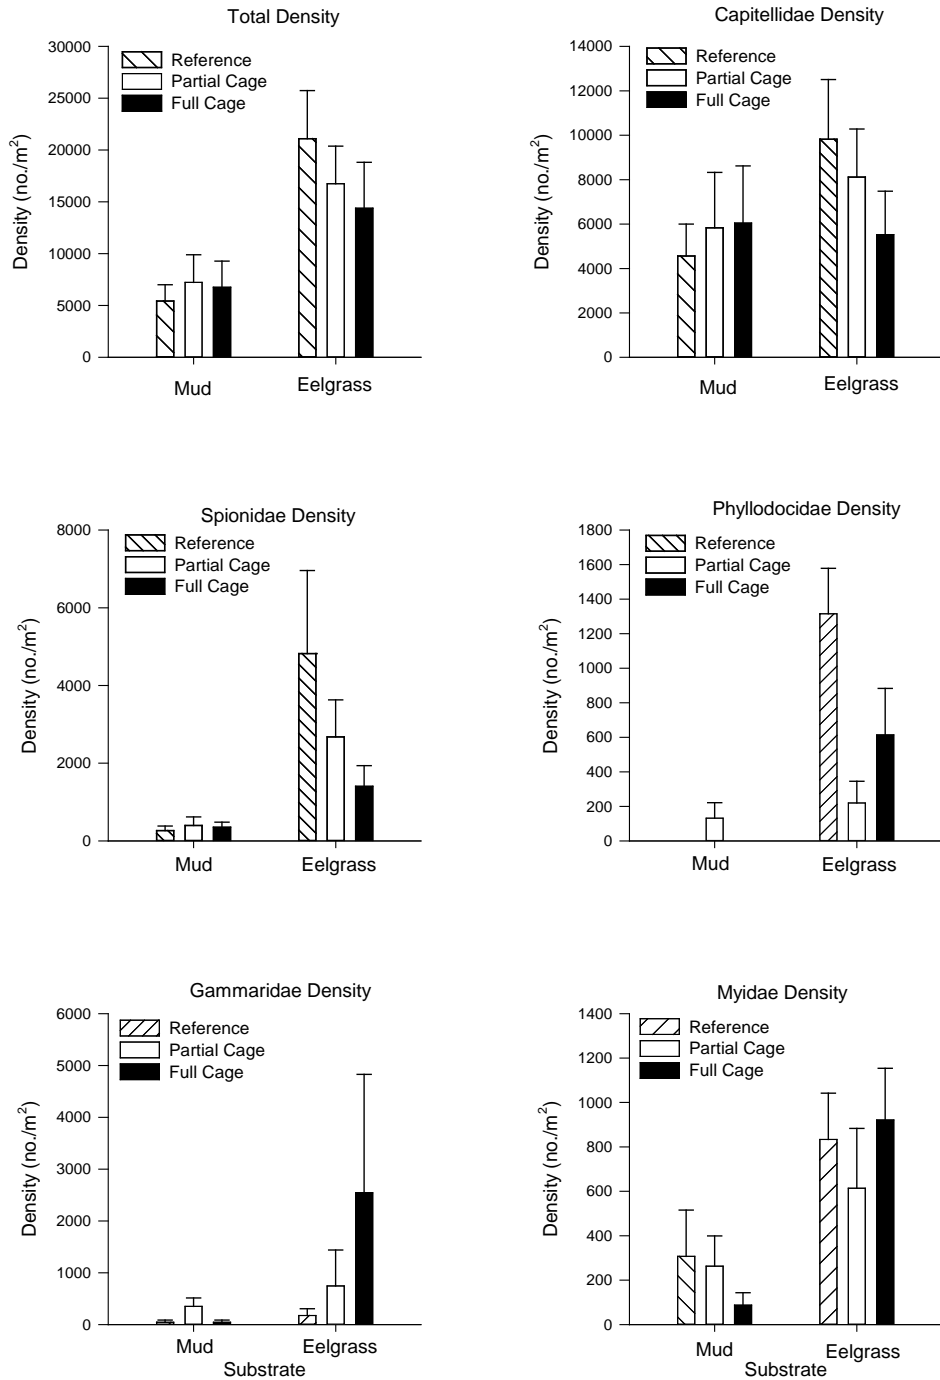 Total Density
30000
25000
20000
15000
10000
5000
0
Density (no./m²)
Reference
Partial Cage
Full Cage
Mud
Eelgrass
Capitellidae Density
14000
12000
10000
8000
6000
4000
2000
0
Density (no./m²)
Reference
Partial Cage
Full Cage
Mud
Eelgrass
Spionidae Density
8000
6000
4000
2000
0
Density (no./m²)
Reference
Partial Cage
Full Cage
Mud
Eelgrass
Phyllodocidae Density
1800
1600
1400
1200
1000
800
600
400
200
0
Density (no./m²)
Reference
Partial Cage
Full Cage
Mud
Eelgrass
Gammaridae Density
6000
5000
4000
3000
2000
1000
0
Density (no./m²)
Reference
Partial Cage
Full Cage
Mud
Eelgrass
Substrate
Myidae Density
1400
1200
1000
800
600
400
200
0
Density (no./m²)
Reference
Partial Cage
Full Cage
Mud
Eelgrass
Substrate